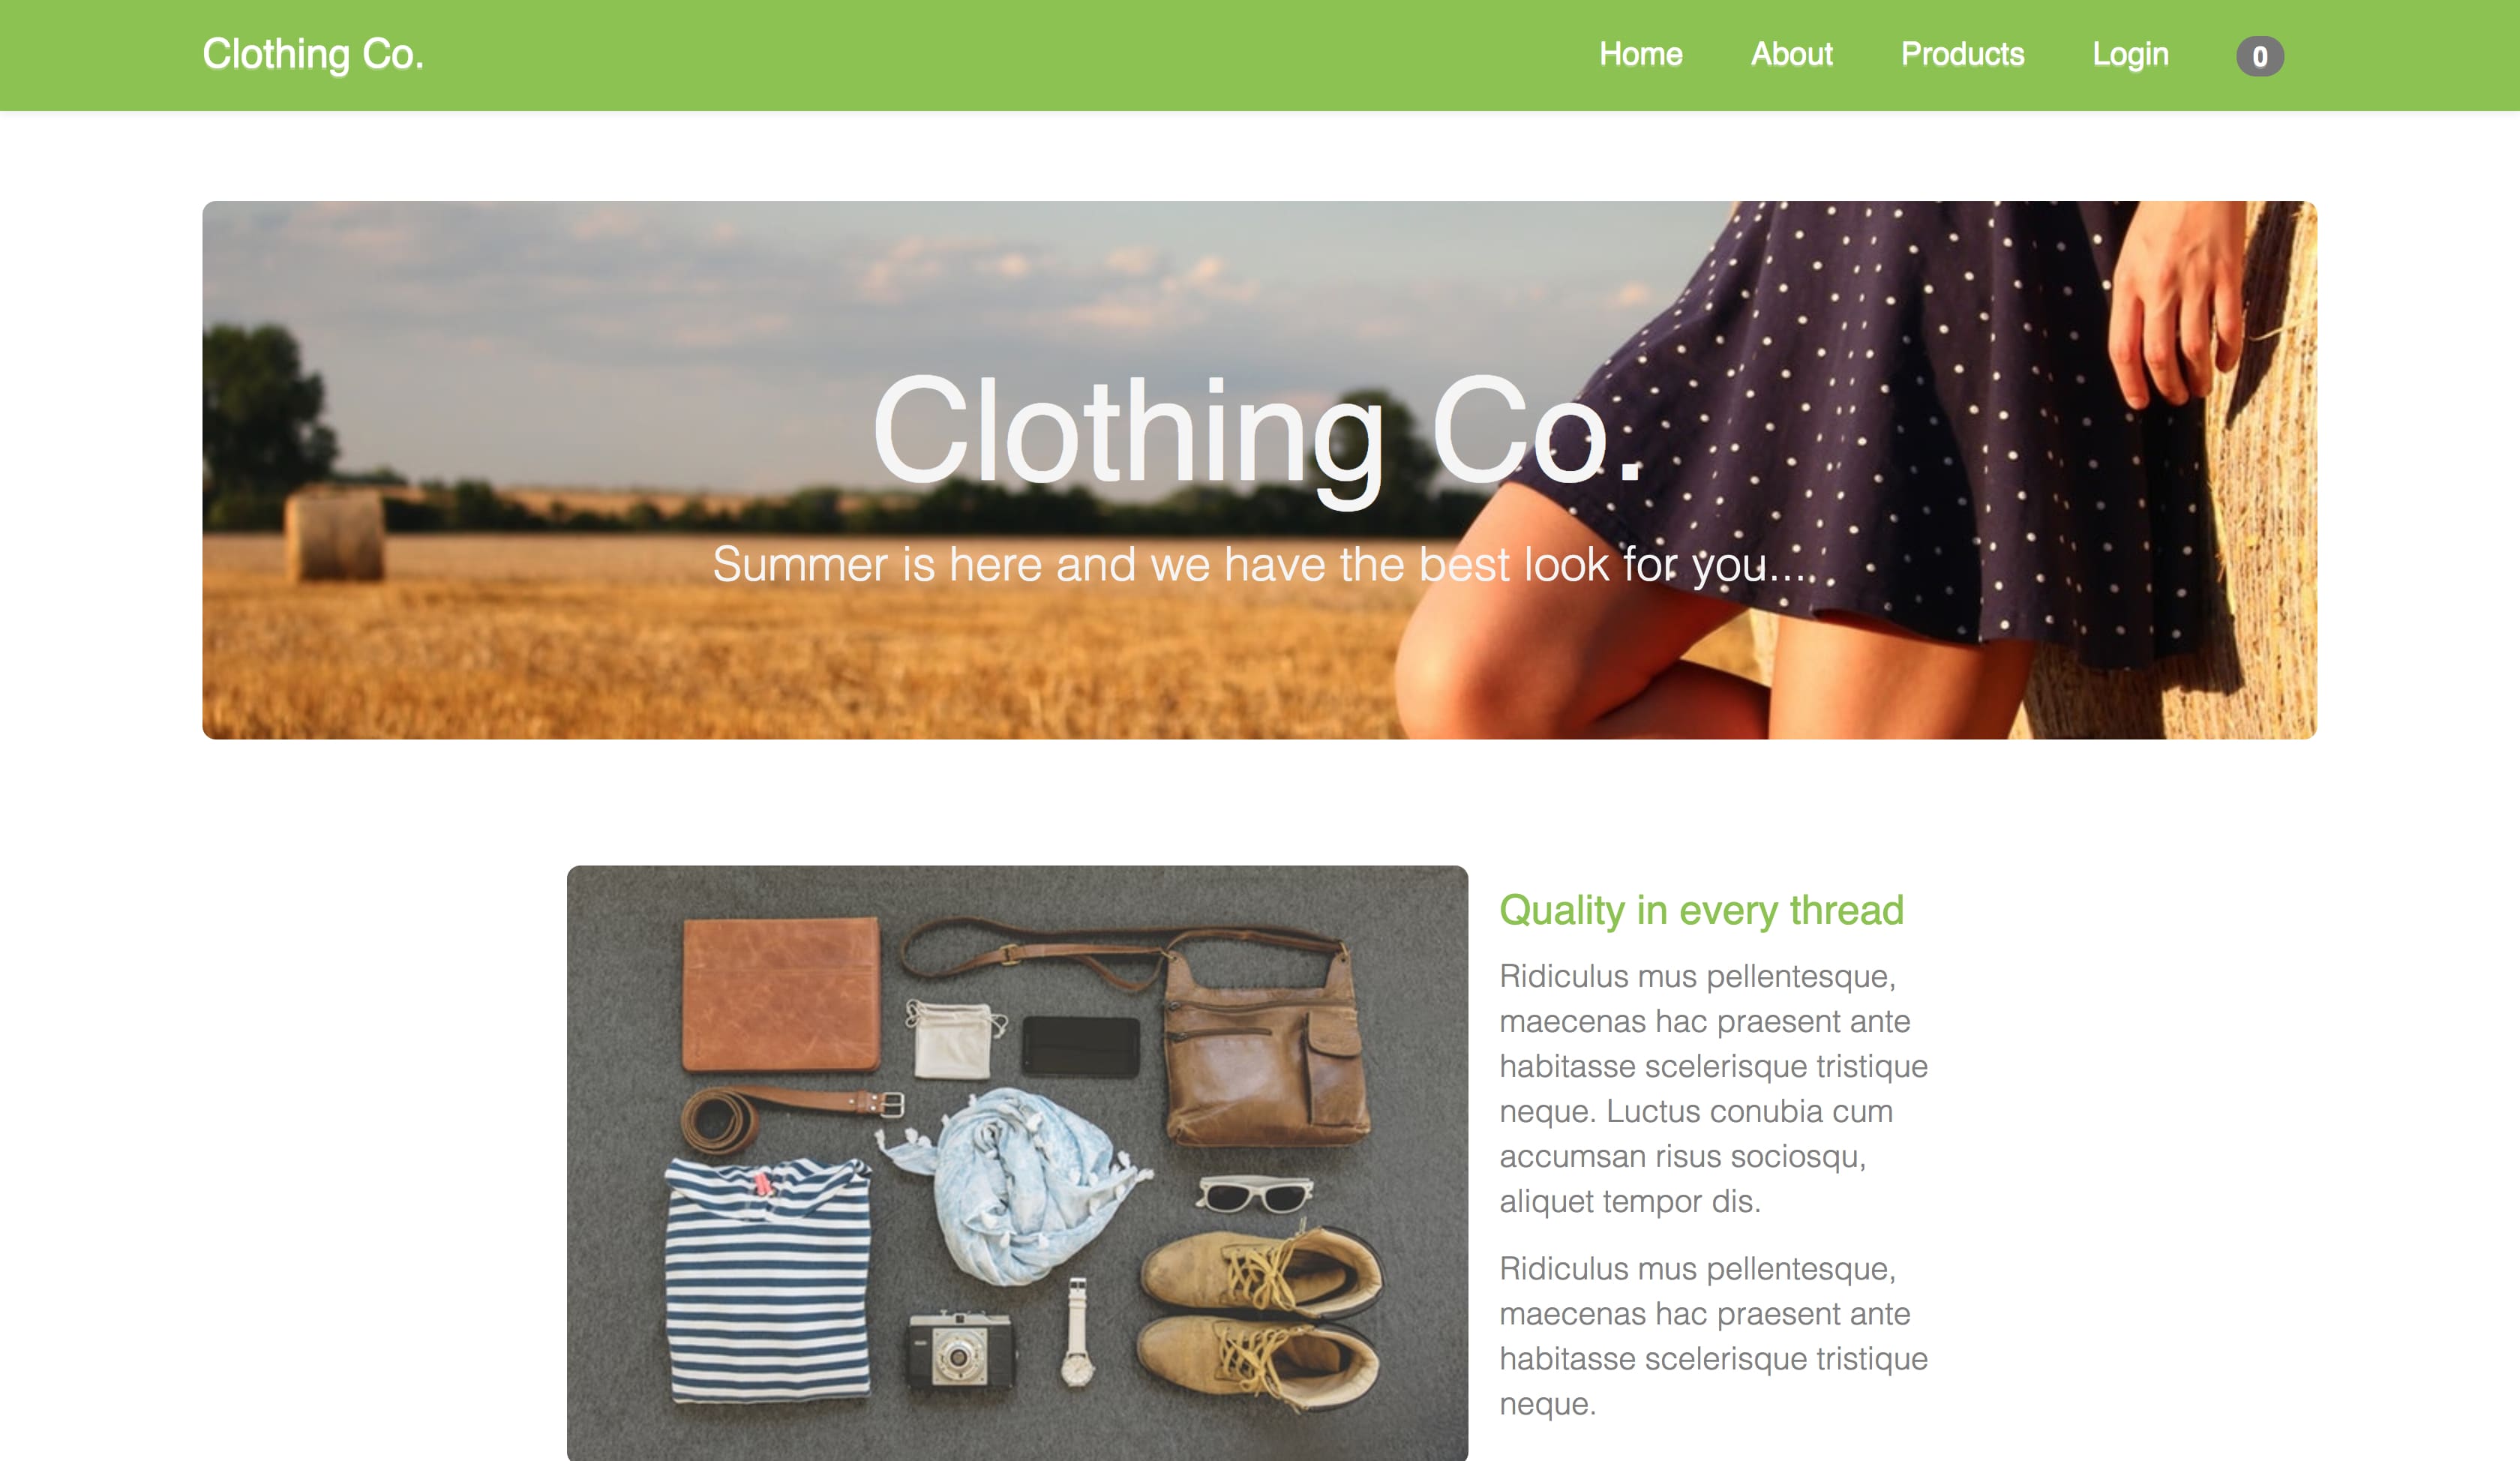 Clothing Co.
Home About Products Login 0
Clothing Co.
Summer is here and we have the best look for you...
Quality in every thread
Ridiculus mus pellentesque,
maecenas hac praesent ante
habitasse scelerisque tristique
neque. Luctus conubia cum
accumsan risus sociosqu,
aliquet tempor dis.
Ridiculus mus pellentesque,
maecenas hac praesent ante
habitasse scelerisque tristique
neque.